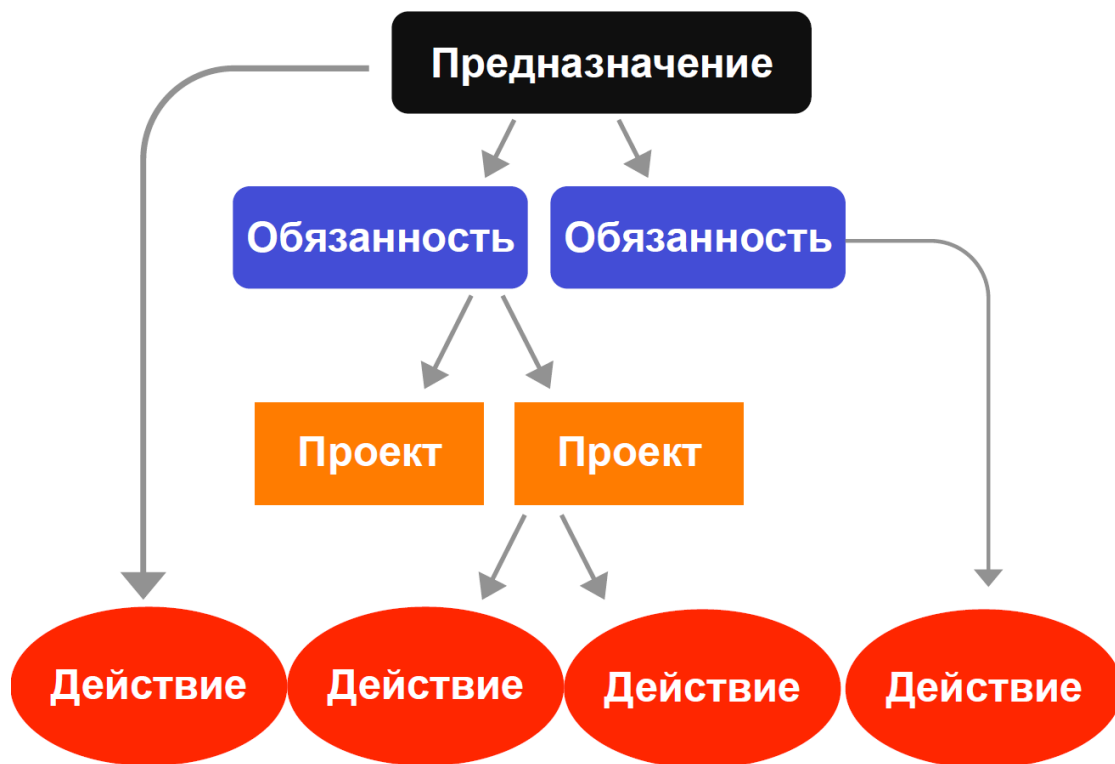 Предназначение
Обязанность
Обязанность
Проект
Проект
Действие
Действие
Действие
Действие